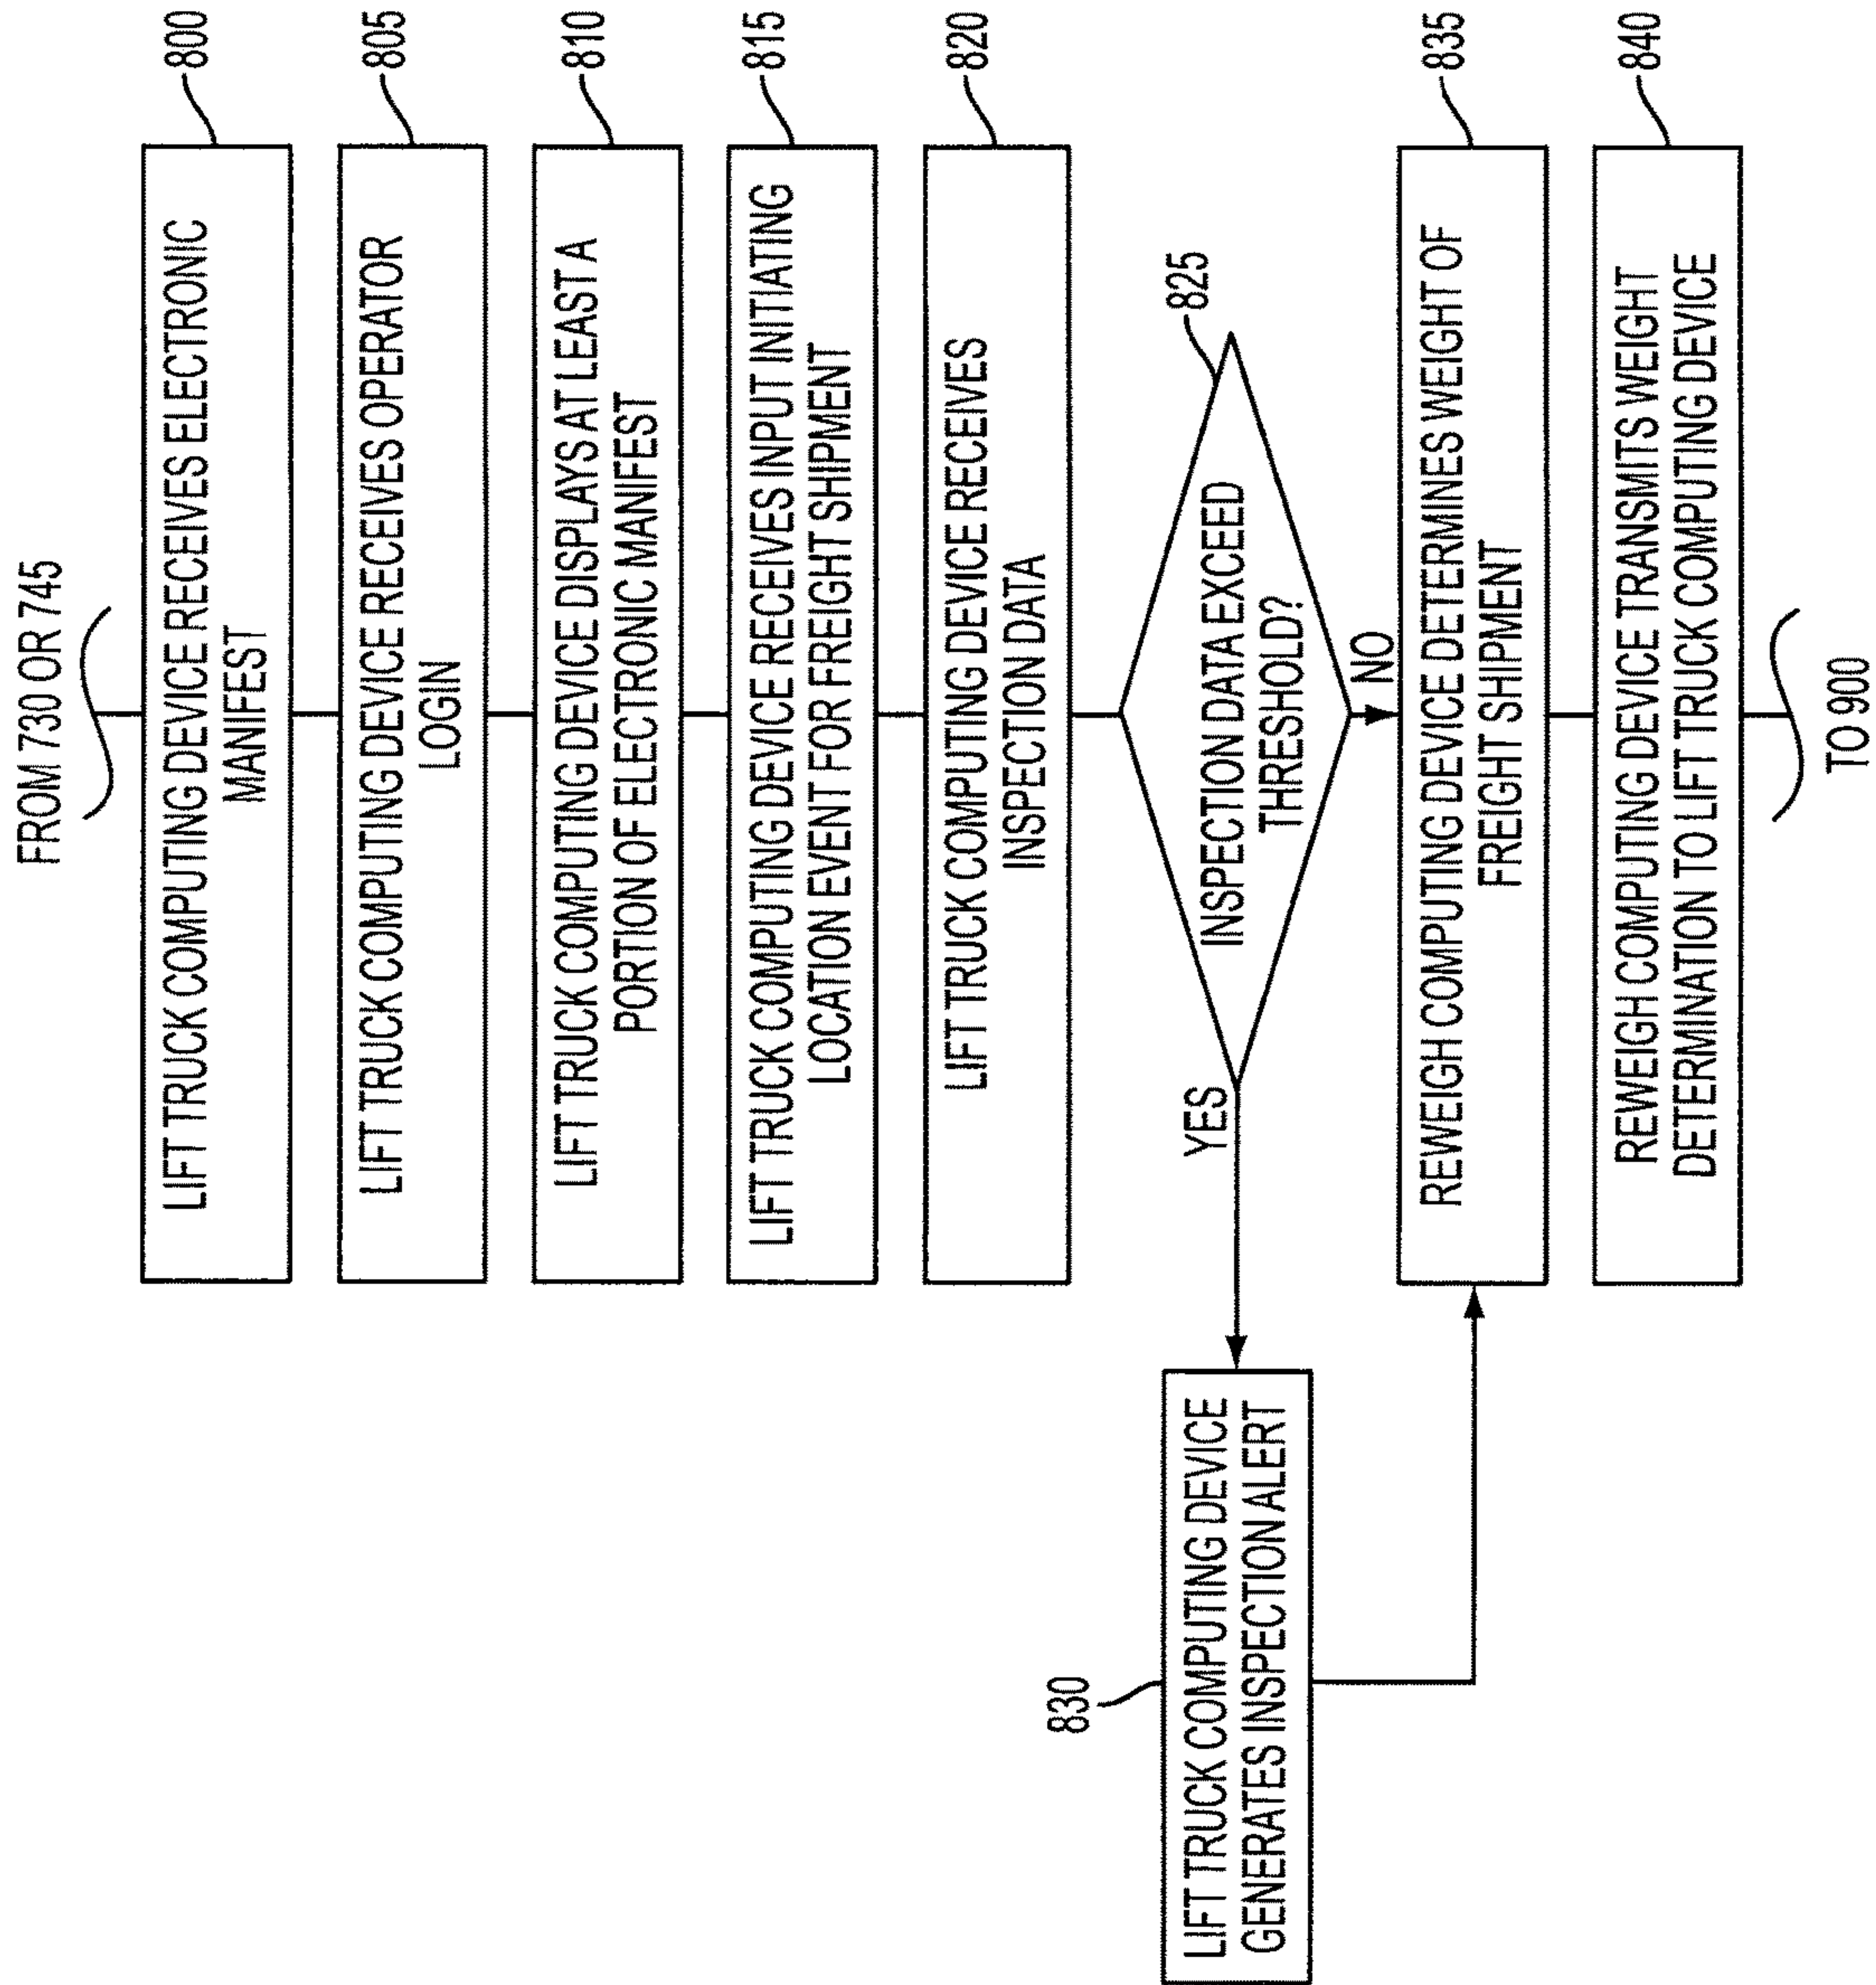 FROM 730 OR 745
LIFT TRUCK COMPUTING DEVICE RECEIVES ELECTRONIC
MANIFEST
800
LIFT TRUCK COMPUTING DEVICE RECEIVES OPERATOR
LOGIN
805
LIFT TRUCK COMPUTING DEVICE DISPLAYS AT LEAST A
PORTION OF ELECTRONIC MANIFEST
810
LIFT TRUCK COMPUTING DEVICE RECEIVES INPUT INITIATING
LOCATION EVENT FOR FREIGHT SHIPMENT
815
LIFT TRUCK COMPUTING DEVICE RECEIVES
INSPECTION DATA
820
INSPECTION DATA EXCEED
THRESHOLD?
825
YES
NO
830
LIFT TRUCK COMPUTING DEVICE
GENERATES INSPECTION ALERT
REWEIGH COMPUTING DEVICE DETERMINES WEIGHT OF
FREIGHT SHIPMENT
835
REWEIGH COMPUTING DEVICE TRANSMITS WEIGHT
DETERMINATION TO LIFT TRUCK COMPUTING DEVICE
840
TO 900